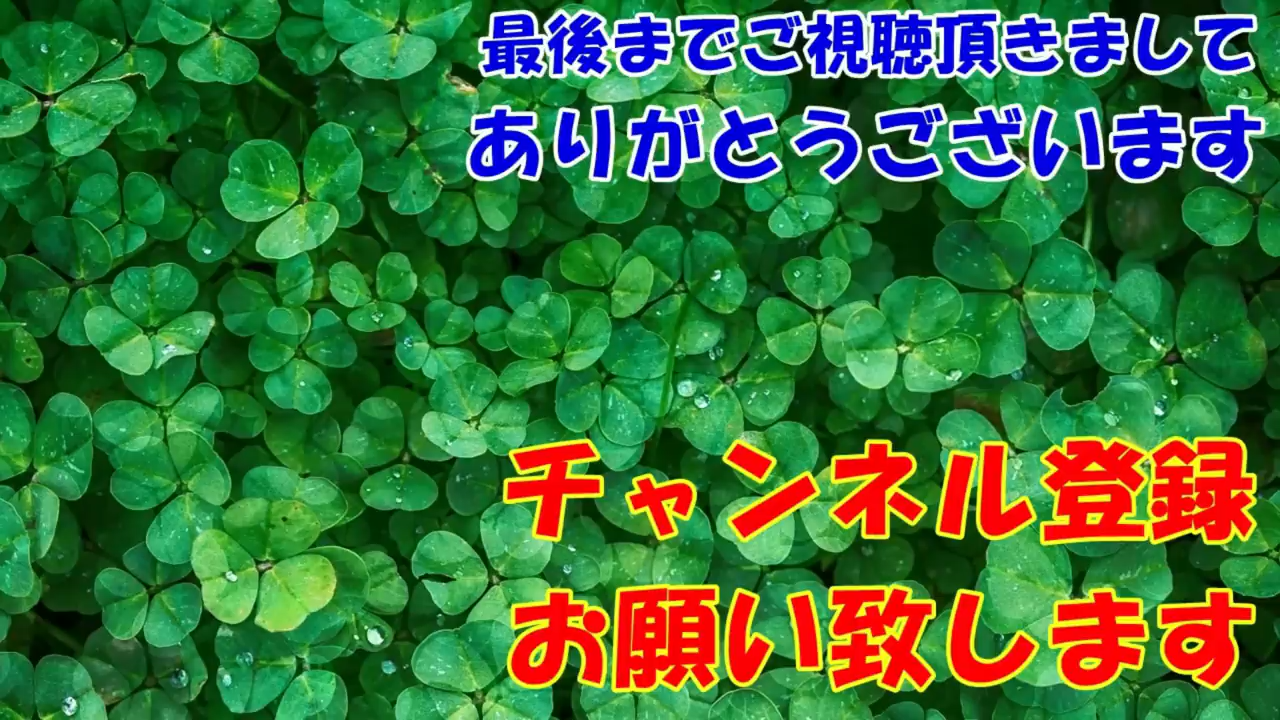 最後までご視聴頂きまして
ありがとうございます
チャンネル登録
お願い致します